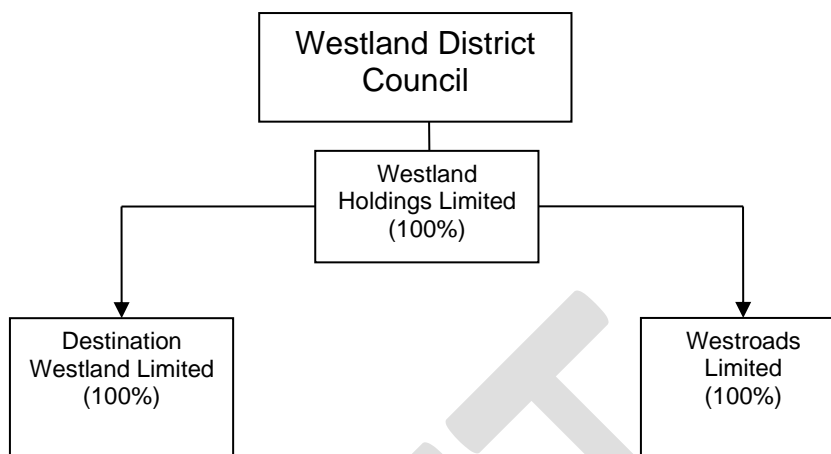 Westland District
Council
Westland
Holdings Limited
(100%)
Destination
Westland Limited
(100%)
Westroads
Limited
(100%)